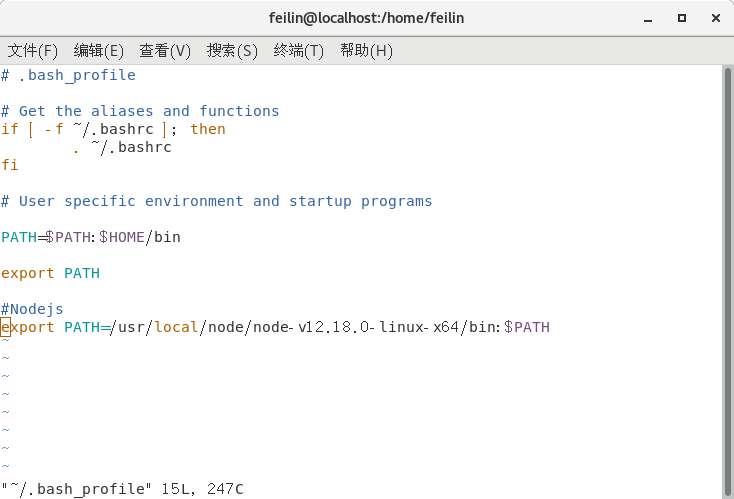 feilin@localhost:/home/feilin
文件(F) 编辑(E) 查看(V) 搜索(S) 终端(T) 帮助(H)
# .bash_profile
# Get the aliases and functions
if [ -f ~/.bashrc ]; then
        . ~/.bashrc
fi
# User specific environment and startup programs
PATH=$PATH:$HOME/bin
export PATH
#Nodejs
export PATH=/usr/local/node/node-v12.18.0-linux-x64/bin:$PATH
~
~
~
~
~
~
~
~
"~/.bash_profile" 15L, 247C